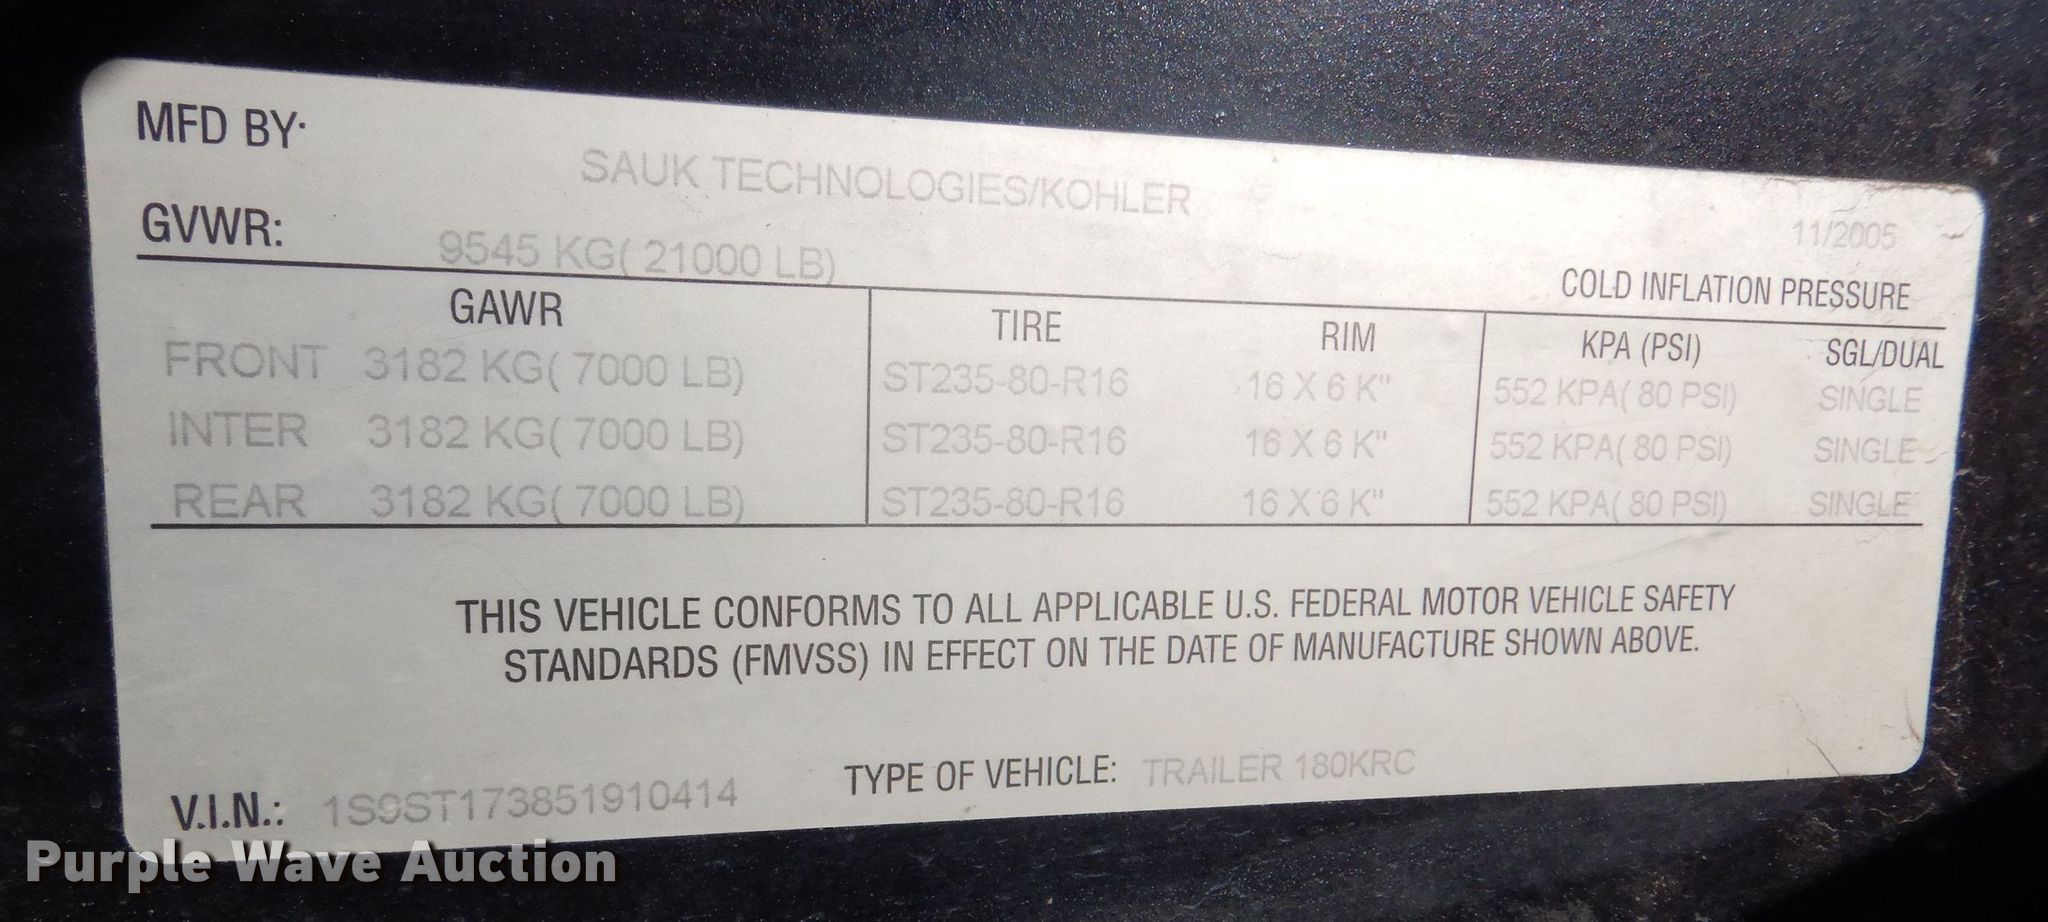 MFD BY:
SAUK TECHNOLOGIES/KOHLER
11/2005
GVWR: 9545 KG( 21000 LB)
COLD INFLATION PRESSURE
GAWR TIRE RIM KPA (PSI) SGL/DUAL
FRONT 3182 KG( 7000 LB) ST235-80-R16 16 X 6 K" 552 KPA( 80 PSI) SINGLE
INTER 3182 KG( 7000 LB) ST235-80-R16 16 X 6 K" 552 KPA( 80 PSI) SINGLE
REAR 3182 KG( 7000 LB) ST235-80-R16 16 X 6 K" 552 KPA( 80 PSI) SINGLE
THIS VEHICLE CONFORMS TO ALL APPLICABLE U.S. FEDERAL MOTOR VEHICLE SAFETY
STANDARDS (FMVSS) IN EFFECT ON THE DATE OF MANUFACTURE SHOWN ABOVE.
V.I.N.: 1S9ST173851910414 TYPE OF VEHICLE: TRAILER 180KRC
Purple Wave Auction